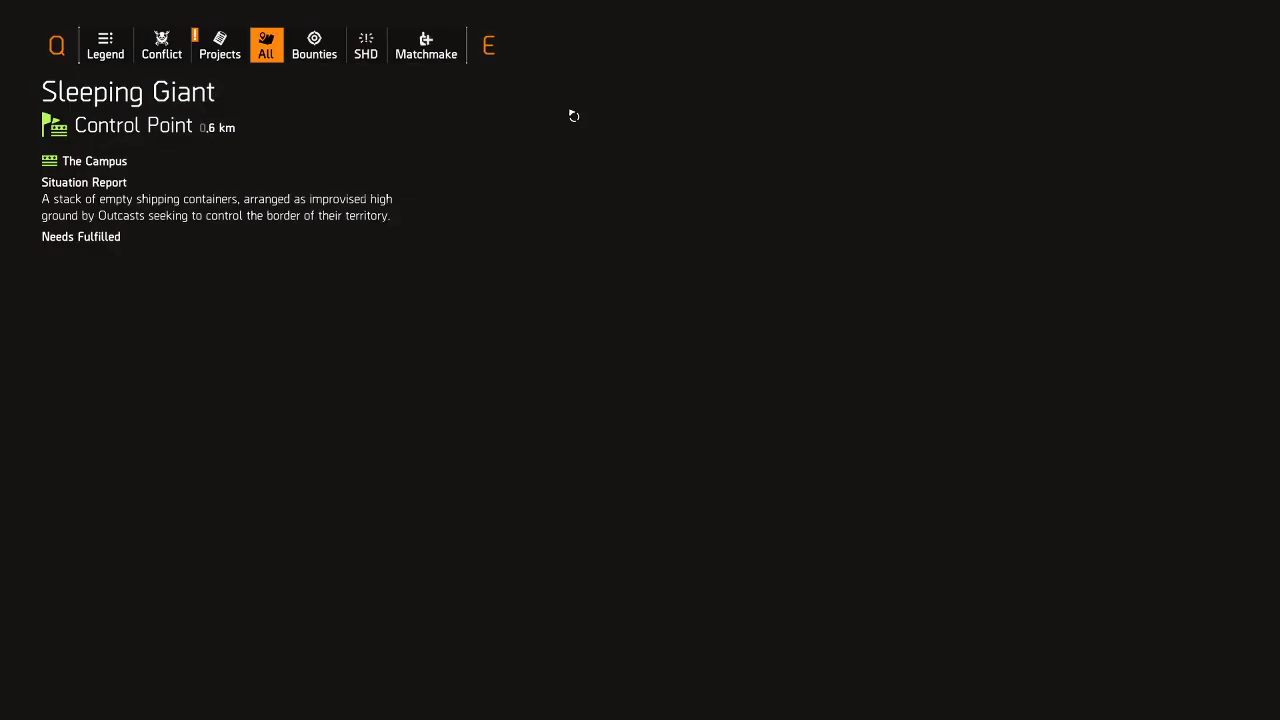 Q Legend Conflict Projects All Bounties SHD Matchmake E
Sleeping Giant
Control Point 0.6 km
The Campus
Situation Report
A stack of empty shipping containers, arranged as improvised high
ground by Outcasts seeking to control the border of their territory.
Needs Fulfilled